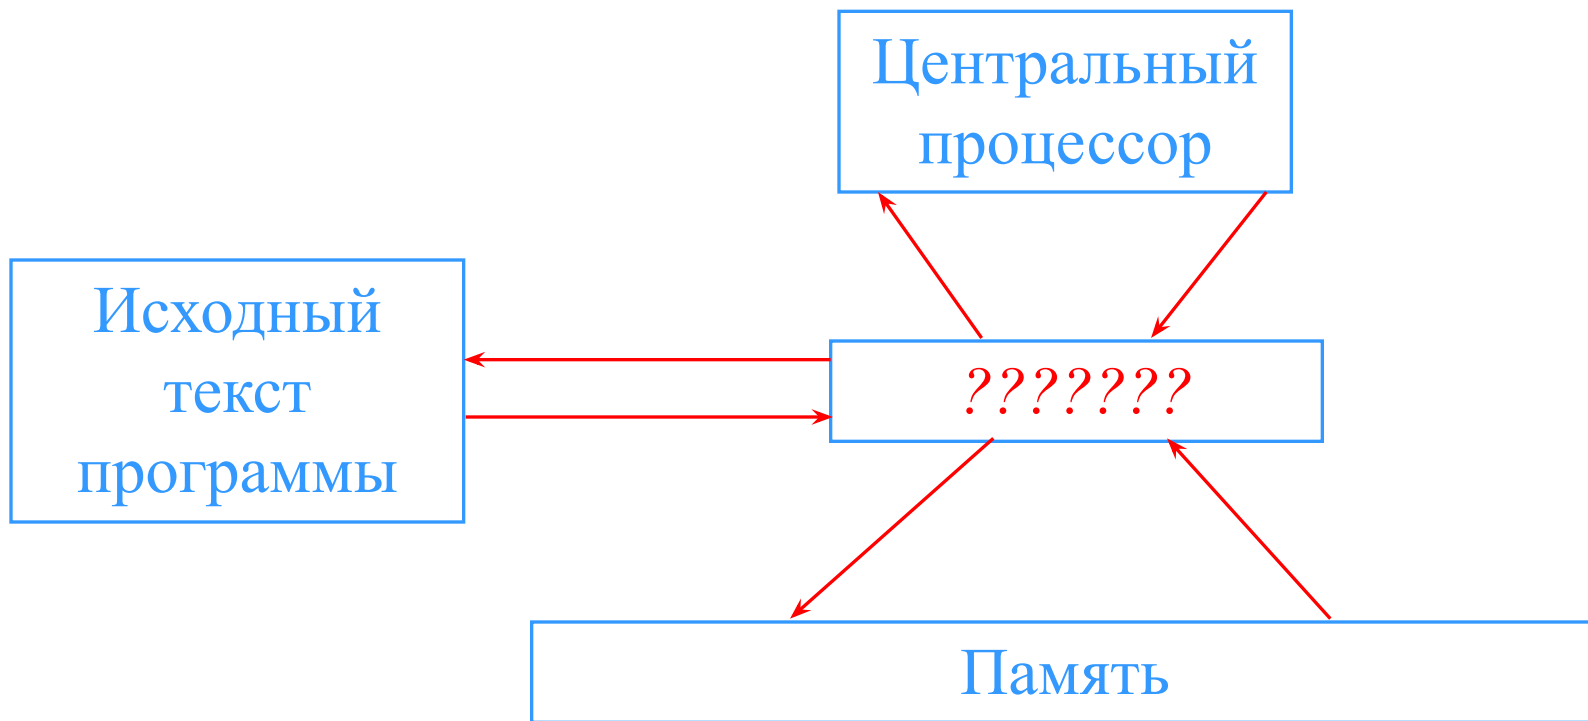 Центральный
процессор
Исходный
текст
программы
???????
Память